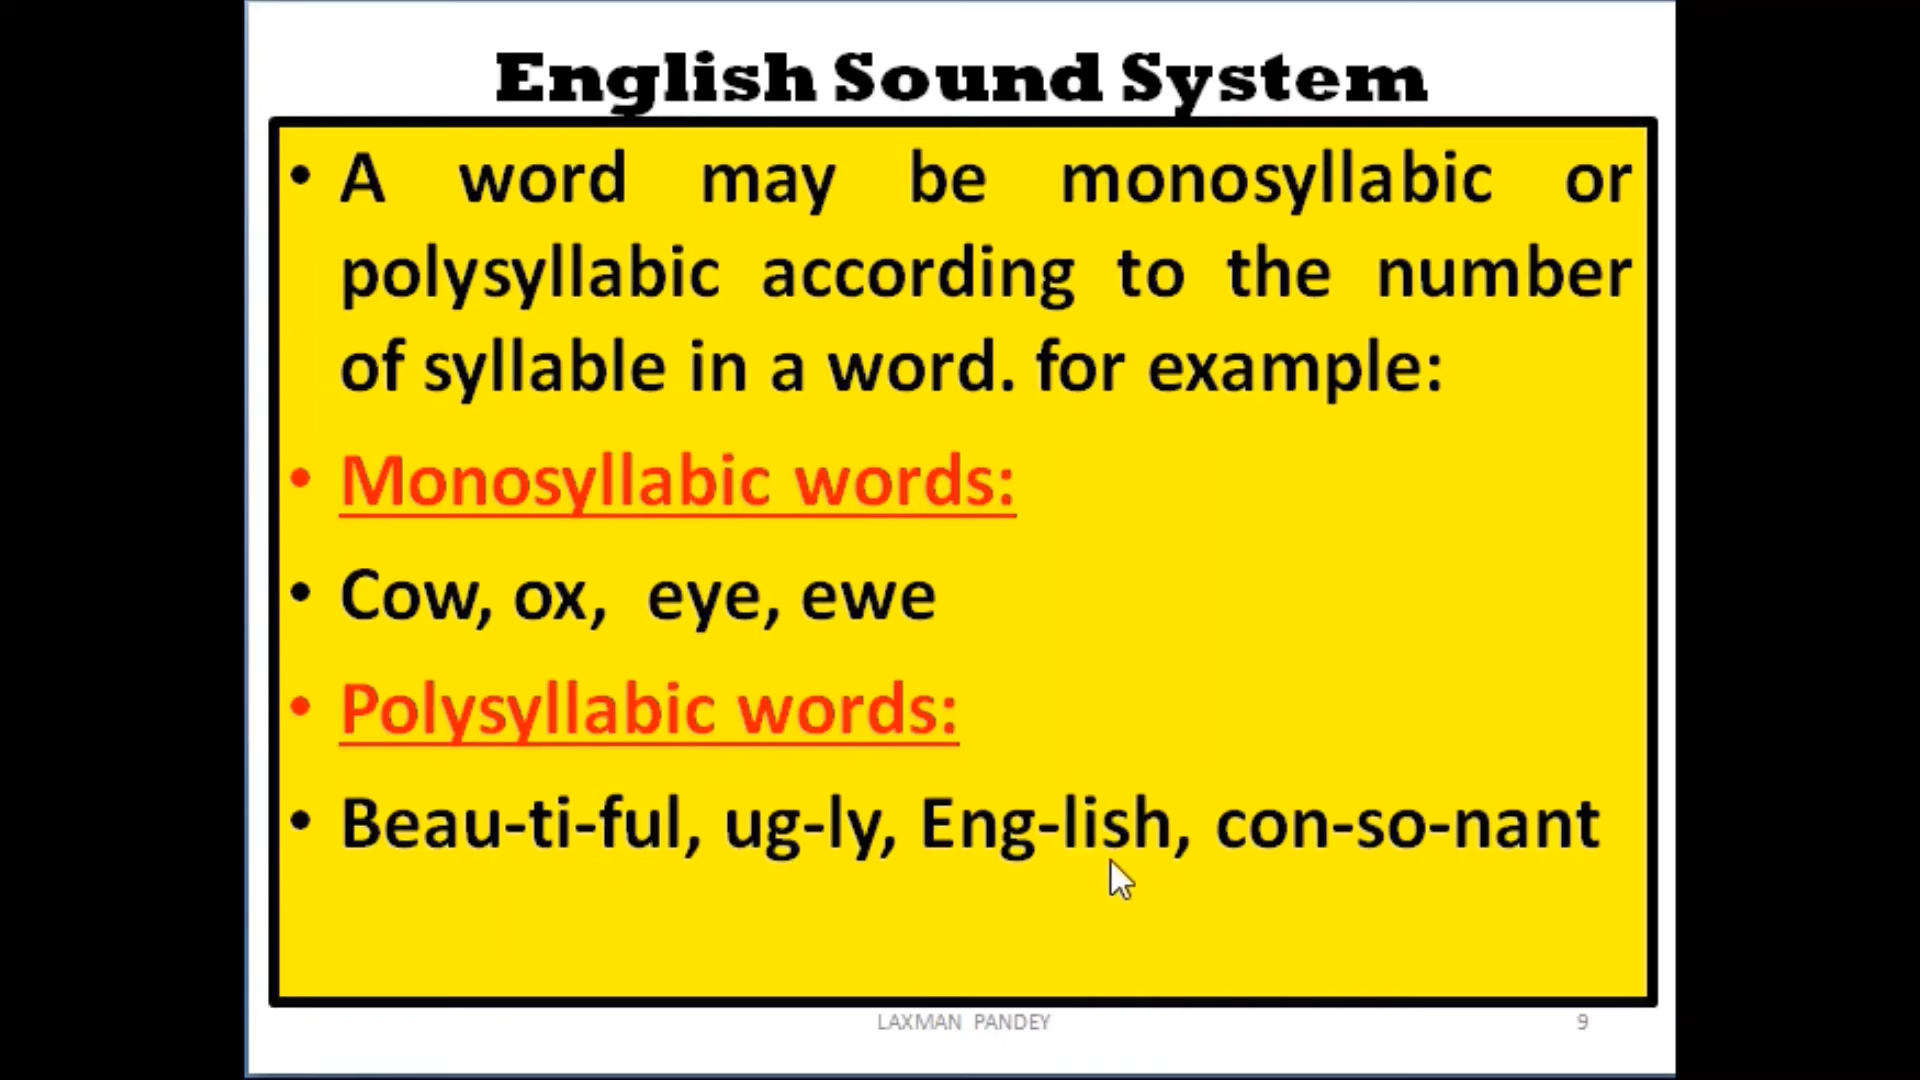 English Sound System
• A word may be monosyllabic or
polysyllabic according to the number
of syllable in a word. for example:
• Monosyllabic words:
• Cow, ox, eye, ewe
• Polysyllabic words:
• Beau-ti-ful, ug-ly, Eng-lish, con-so-nant
LAXMAN PANDEY
9